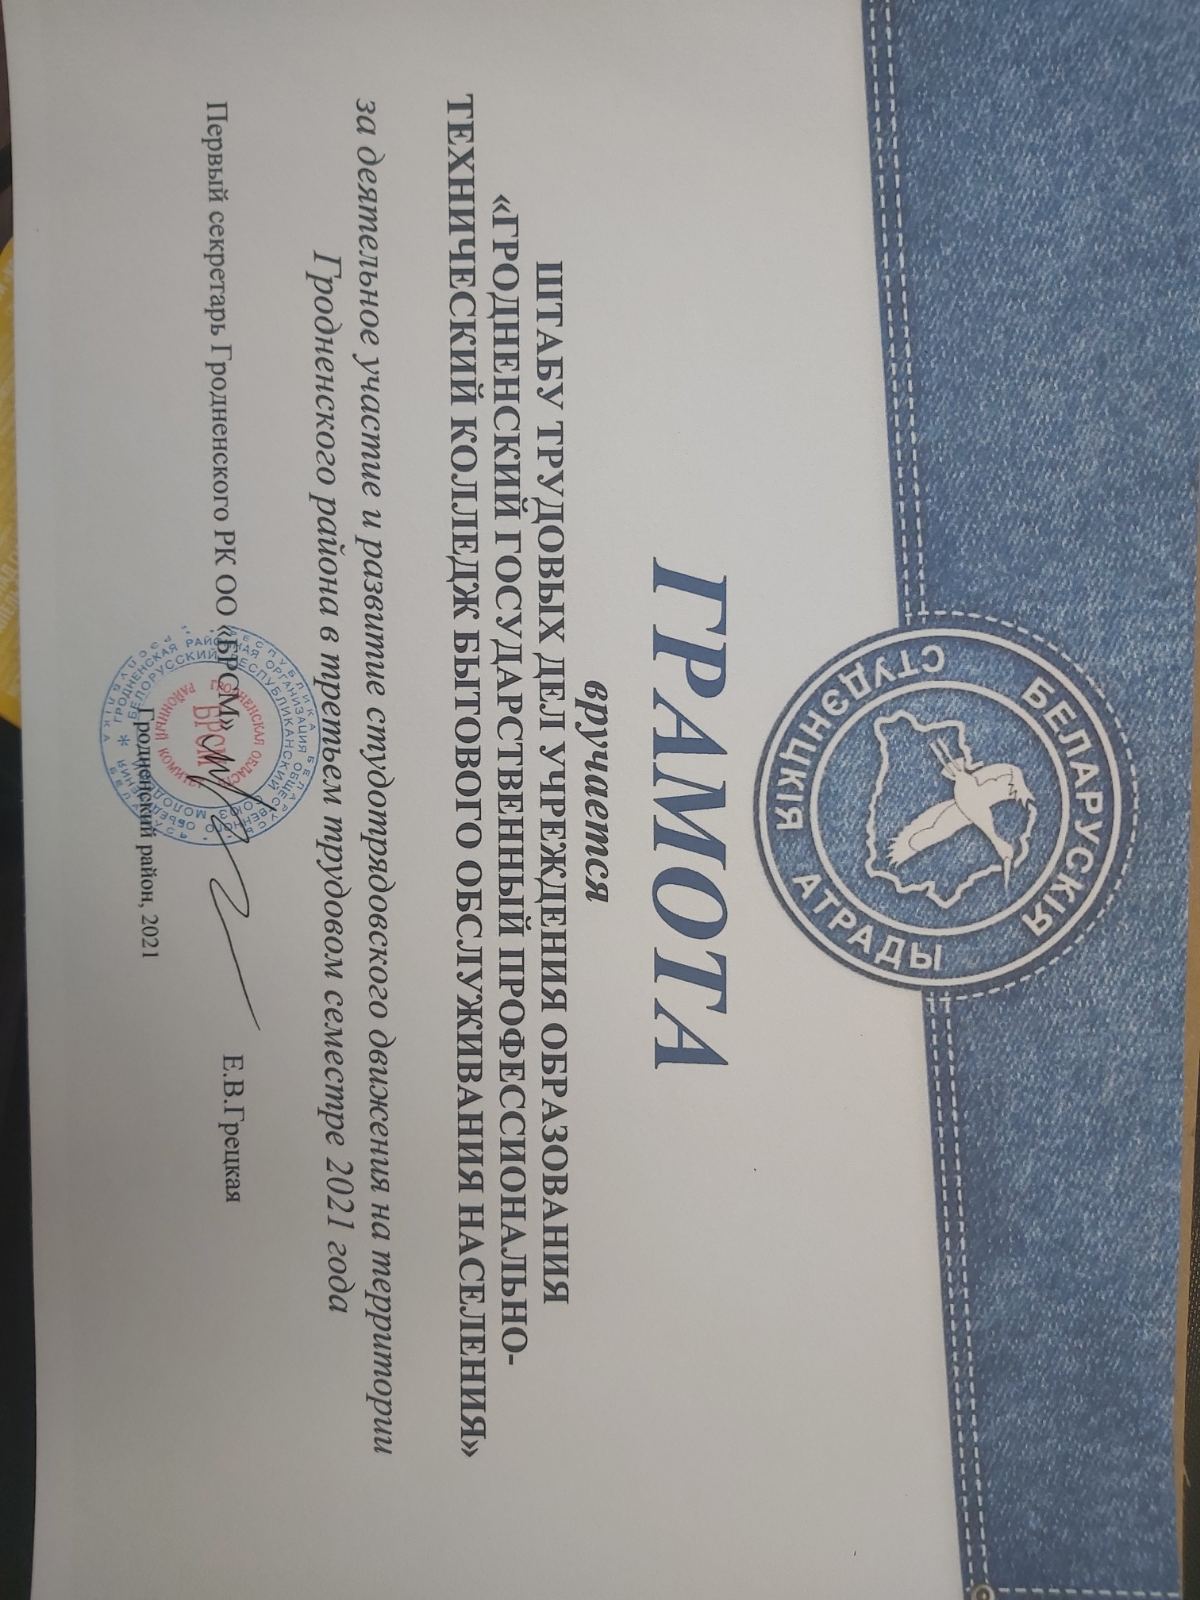 БЕЛАРУСКІЯ
СТУДЭНЦКІЯ АТРАДЫ
ГРАМОТА
вручается
ШТАБУ ТРУДОВЫХ ДЕЛ УЧРЕЖДЕНИЯ ОБРАЗОВАНИЯ
«ГРОДНЕНСКИЙ ГОСУДАРСТВЕННЫЙ ПРОФЕССИОНАЛЬНО-
ТЕХНИЧЕСКИЙ КОЛЛЕДЖ БЫТОВОГО ОБСЛУЖИВАНИЯ НАСЕЛЕНИЯ»
за деятельное участие и развитие студотрядовского движения на территории
Гродненского района в третьем трудовом семестре 2021 года
Первый секретарь Гродненского РК ОО «БРСМ» Е.В.Грецкая
БРСМ
Гродненский район, 2021